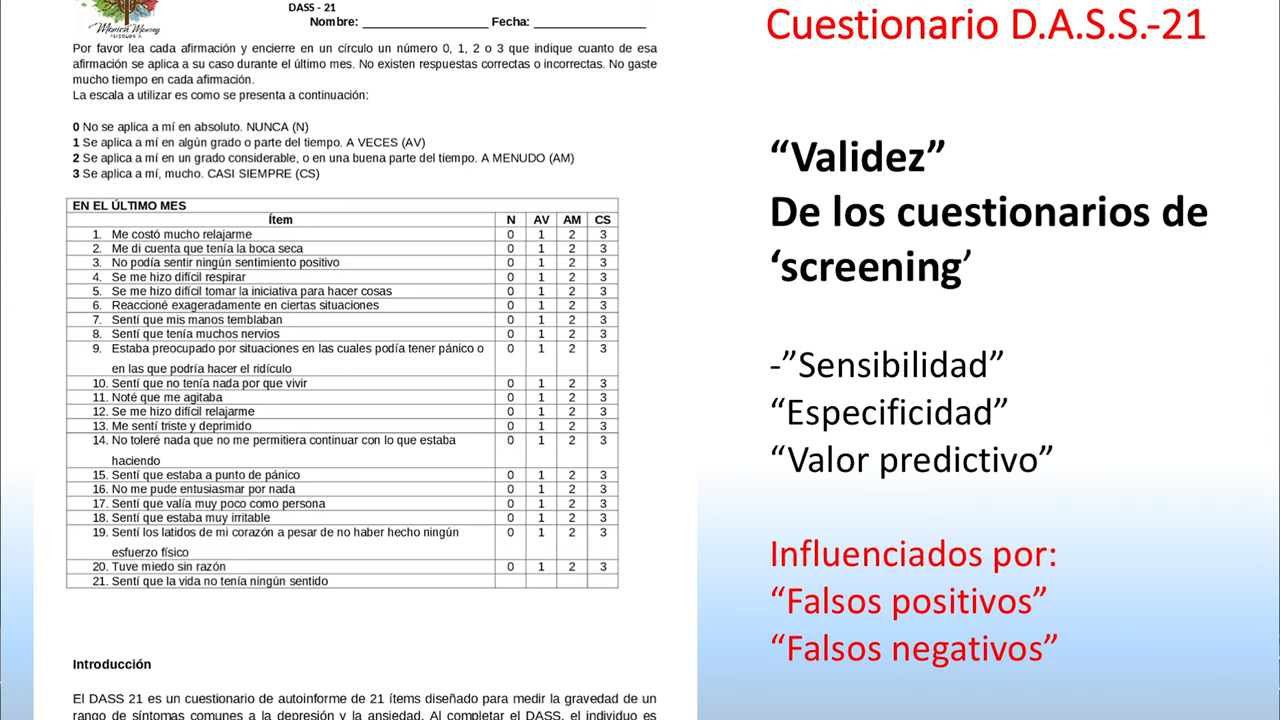 Monica Monroy
DASS - 21
Nombre: ____________________ Fecha: __________________
Por favor lea cada afirmación y encierre en un círculo un número 0, 1, 2 o 3 que indique cuanto de esa
afirmación se aplica a su caso durante el último mes. No existen respuestas correctas o incorrectas. No gaste
mucho tiempo en cada afirmación.
La escala a utilizar es como se presenta a continuación:
0 No se aplica a mí en absoluto. NUNCA (N)
1 Se aplica a mí en algún grado o parte del tiempo. A VECES (AV)
2 Se aplica a mí en un grado considerable, o en una buena parte del tiempo. A MENUDO (AM)
3 Se aplica a mí, mucho. CASI SIEMPRE (CS)
EN EL ÚLTIMO MES
Ítem N AV AM CS
1. Me costó mucho relajarme 0 1 2 3
2. Me di cuenta que tenía la boca seca 0 1 2 3
3. No podía sentir ningún sentimiento positivo 0 1 2 3
4. Se me hizo difícil respirar 0 1 2 3
5. Se me hizo difícil tomar la iniciativa para hacer cosas 0 1 2 3
6. Reaccioné exageradamente en ciertas situaciones 0 1 2 3
7. Sentí que mis manos temblaban 0 1 2 3
8. Sentí que tenía muchos nervios 0 1 2 3
9. Estaba preocupado por situaciones en las cuales podía tener pánico o 0 1 2 3
en las que podría hacer el ridículo
10. Sentí que no tenía nada por que vivir 0 1 2 3
11. Noté que me agitaba 0 1 2 3
12. Se me hizo difícil relajarme 0 1 2 3
13. Me sentí triste y deprimido 0 1 2 3
14. No toleré nada que no me permitiera continuar con lo que estaba 0 1 2 3
haciendo
15. Sentí que estaba a punto de pánico 0 1 2 3
16. No me pude entusiasmar por nada 0 1 2 3
17. Sentí que valía muy poco como persona 0 1 2 3
18. Sentí que estaba muy irritable 0 1 2 3
19. Sentí los latidos de mi corazón a pesar de no haber hecho ningún 0 1 2 3
esfuerzo físico
20. Tuve miedo sin razón 0 1 2 3
21. Sentí que la vida no tenía ningún sentido
Introducción
El DASS 21 es un cuestionario de autoinforme de 21 ítems diseñado para medir la gravedad de un
rango de síntomas comunes a la depresión y la ansiedad. Al completar el DASS, el individuo es
Cuestionario D.A.S.S.-21
“Validez”
De los cuestionarios de
‘screening’
-”Sensibilidad”
“Especificidad”
“Valor predictivo”
Influenciados por:
“Falsos positivos”
“Falsos negativos”